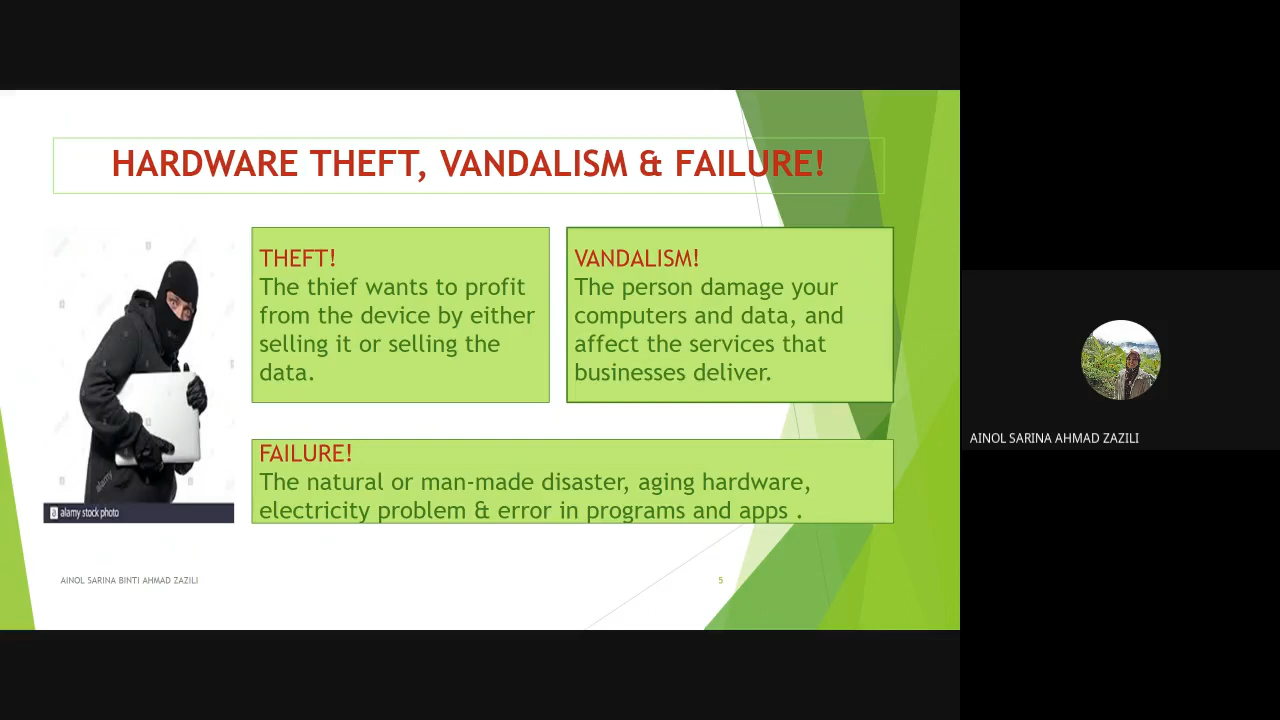 HARDWARE THEFT, VANDALISM & FAILURE!
THEFT!
The thief wants to profit
from the device by either
selling it or selling the
data.
VANDALISM!
The person damage your
computers and data, and
affect the services that
businesses deliver.
FAILURE!
The natural or man-made disaster, aging hardware,
electricity problem & error in programs and apps .
alamy
a alamy stock photo
AINOL SARINA BINTI AHMAD ZAZILI
5
AINOL SARINA AHMAD ZAZILI